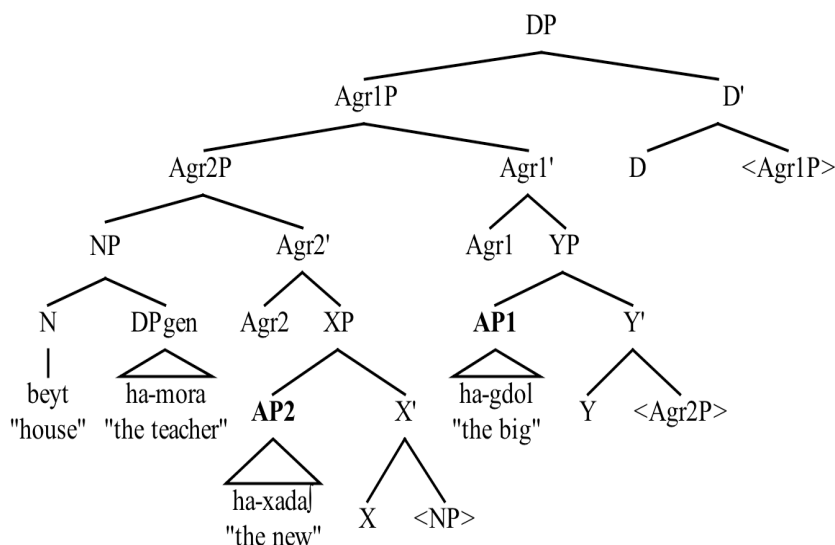 DP
Agr1P D'
Agr2P Agr1' D <Agr1P>
NP Agr2' Agr1 YP
N DPgen Agr2 XP AP1 Y'
beyt ha-mora AP2 X' ha-gdol Y <Agr2P>
"house" "the teacher" "the big"
ha-xadaʃ X <NP>
"the new"